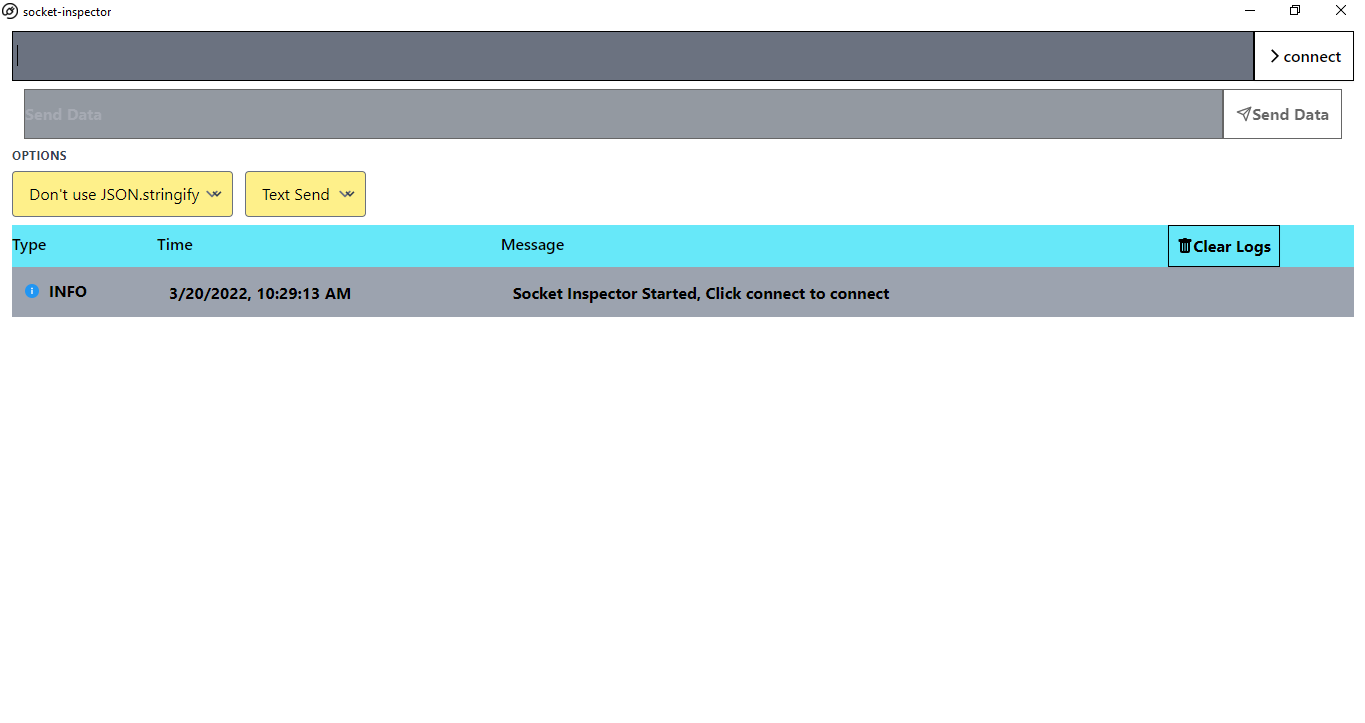 socket-inspector
connect
Send Data Send Data
OPTIONS
Don't use JSON.stringify Text Send
Type Time Message Clear Logs
INFO 3/20/2022, 10:29:13 AM Socket Inspector Started, Click connect to connect